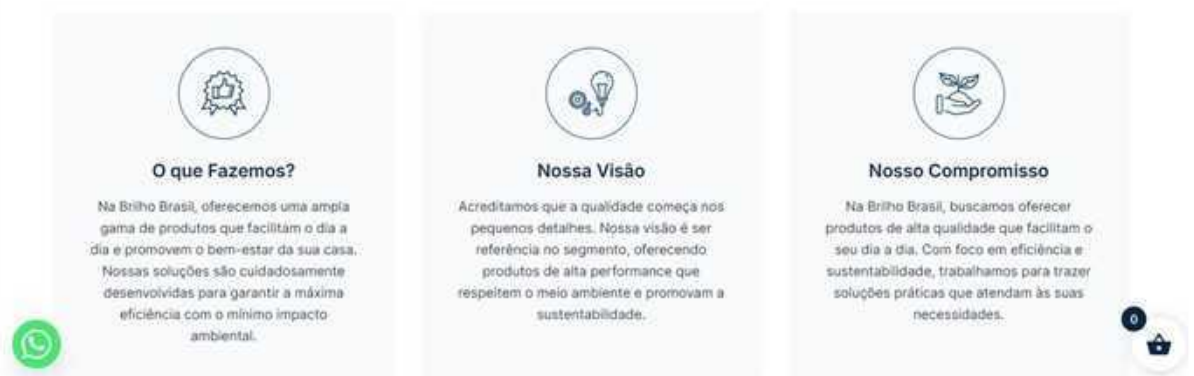 O que Fazemos?
Na Brilho Brasil, oferecemos uma ampla
gama de produtos que facilitam o dia a
dia e promovem o bem-estar da sua casa.
Nossas soluções são cuidadosamente
desenvolvidas para garantir a máxima
eficiência com o mínimo impacto
ambiental.
Nossa Visão
Acreditamos que a qualidade começa nos
pequenos detalhes. Nossa visão é ser
referência no segmento, oferecendo
produtos de alta performance que
respeitem o meio ambiente e promovam a
sustentabilidade.
Nosso Compromisso
Na Brilho Brasil, buscamos oferecer
produtos de alta qualidade que facilitam o
seu dia a dia. Com foco em eficiência e
sustentabilidade, trabalhamos para trazer
soluções práticas que atendam às suas
necessidades.
0